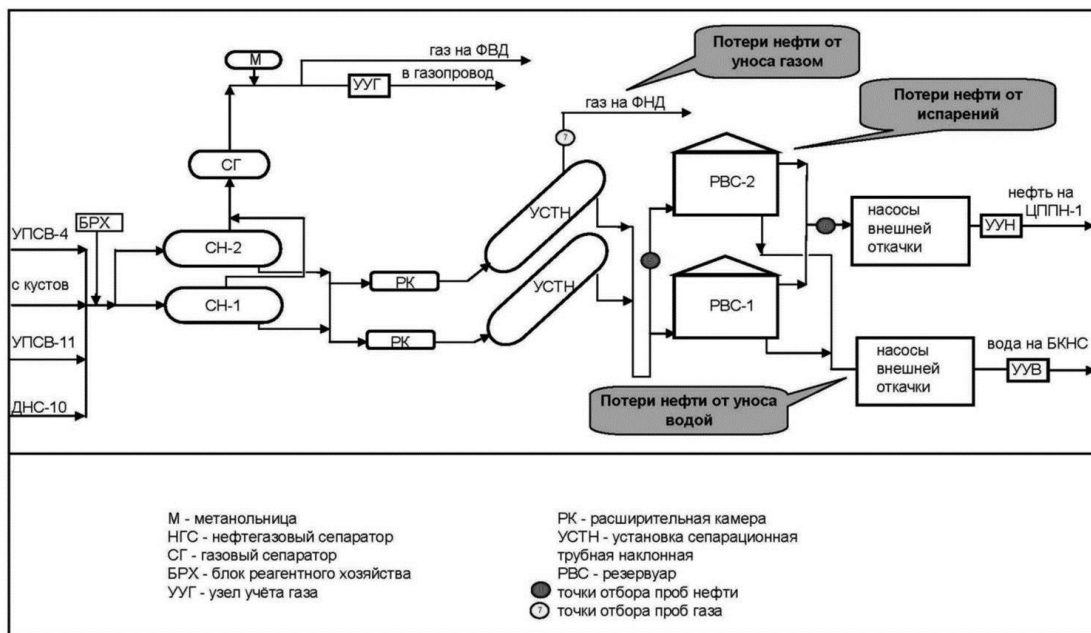 М
газ на ФВД
УУГ
в газопровод
Потери нефти от
уноса газом
газ на ФНД
7
Потери нефти от
испарений
СГ
УПСВ-4
БРХ
СН-2
с кустов
СН-1
УПСВ-11
ДНС-10
РК
РК
УСТН
УСТН
РВС-2
РВС-1
насосы
внешней
откачки
УУН
нефть на
ЦППН-1
насосы
внешней
откачки
УУВ
вода на БКНС
Потери нефти от уноса
водой
М - метанольница
НГС - нефтегазовый сепаратор
СГ - газовый сепаратор
БРХ - блок реагентного хозяйства
УУГ - узел учёта газа
РК - расширительная камера
УСТН - установка сепарационная
трубная наклонная
РВС - резервуар
точки отбора проб нефти
7 точки отбора проб газа